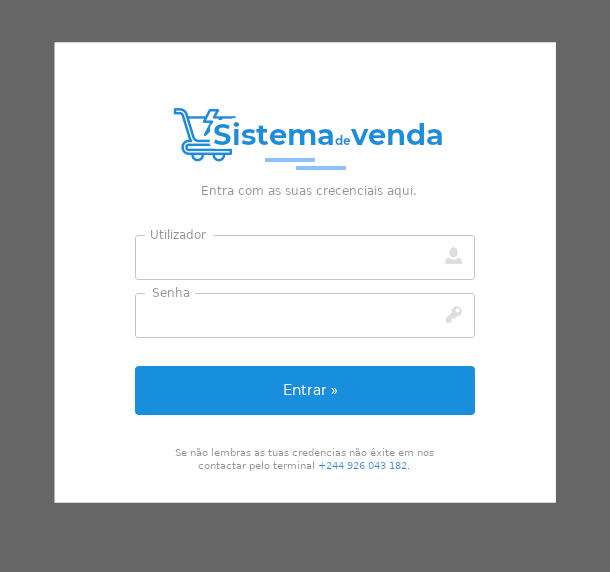 Sistema de venda
Entra com as suas crecenciais aqui.
Utilizador
Senha
Entrar »
Se não lembras as tuas credencias não êxite em nos
contactar pelo terminal +244 926 043 182.